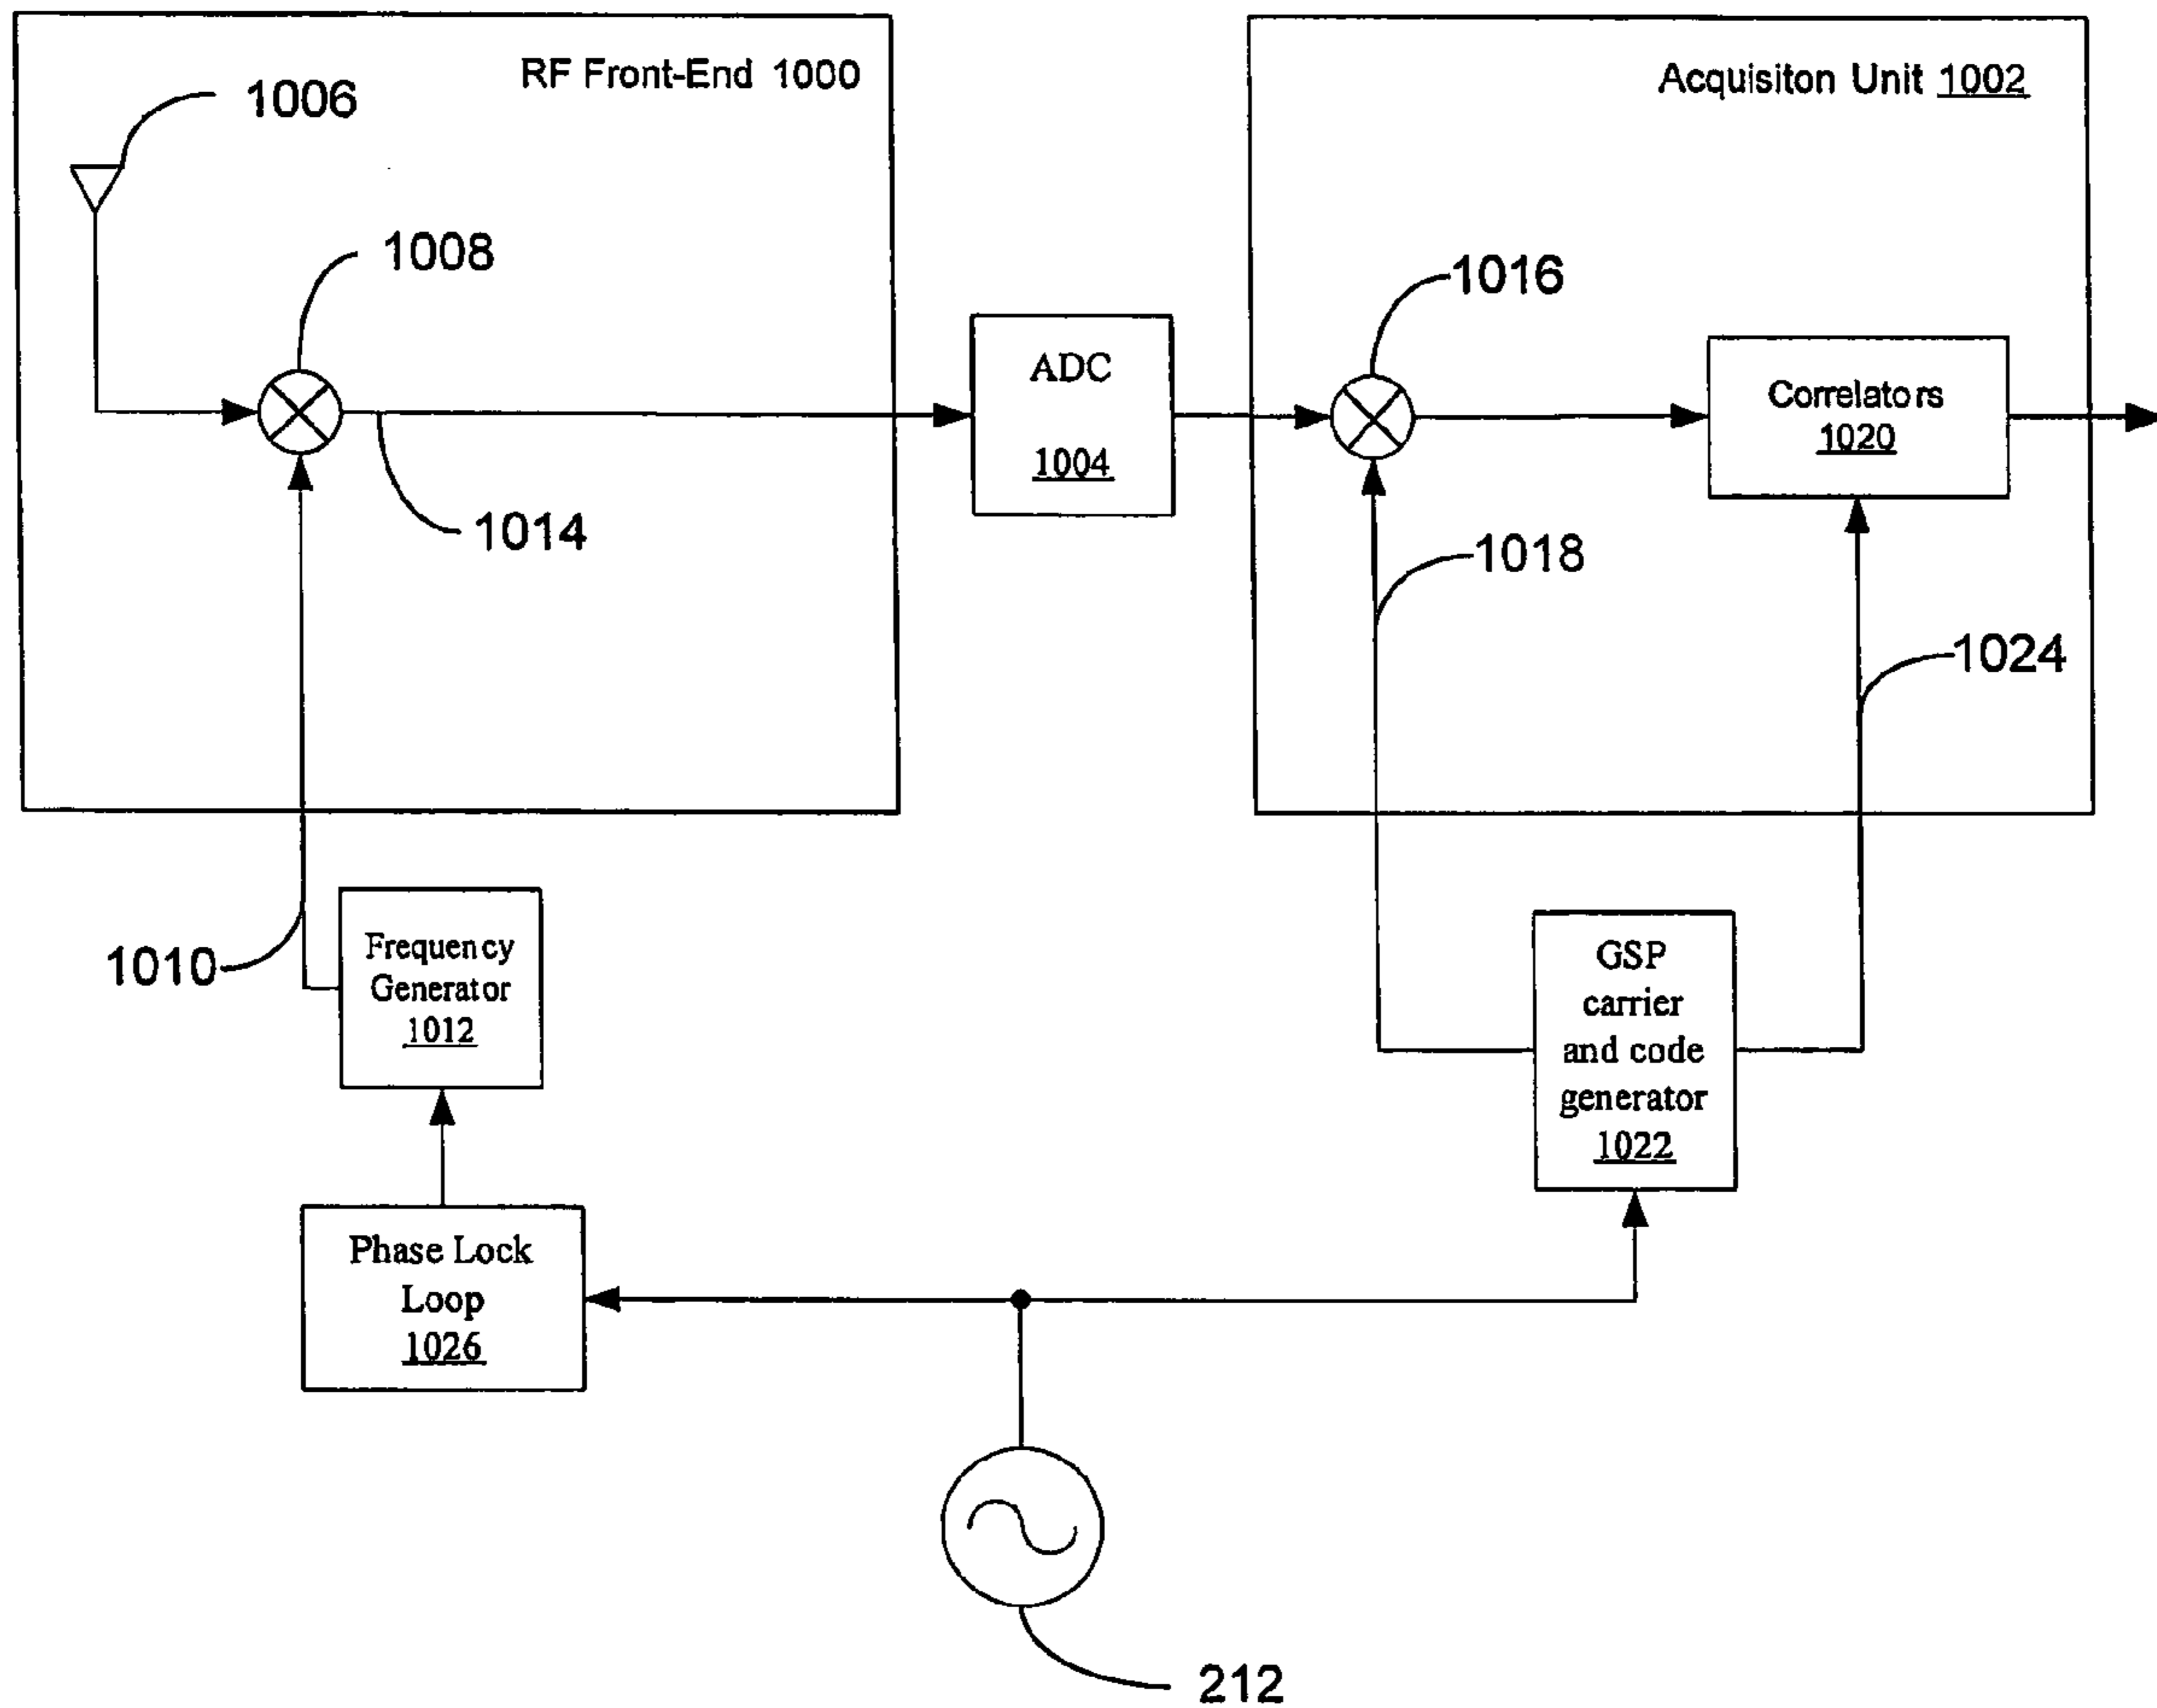 RF Front-End 1000
Acquisiton Unit 1002
1006
1008
1016
ADC
1004
Correlators
1020
1014
1018
1024
1010
Frequency
Generator
1012
GSP
carrier
and code
generator
1022
Phase Lock
Loop
1026
212